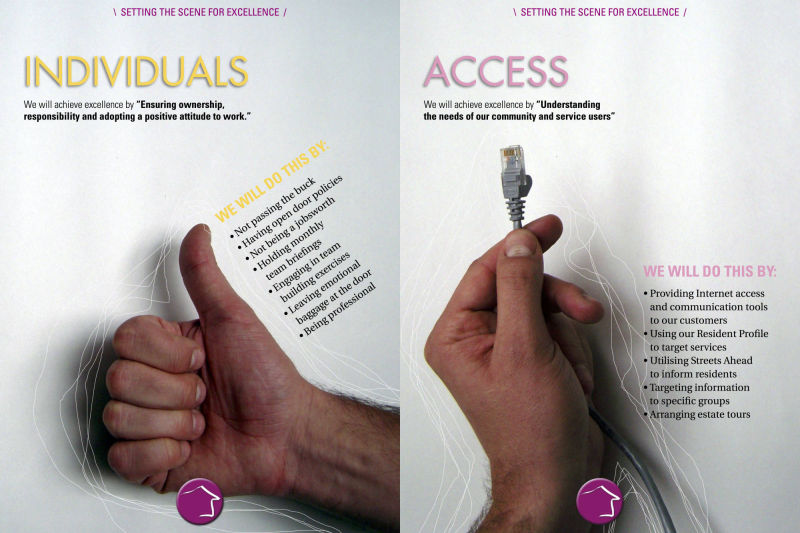 \ SETTING THE SCENE FOR EXCELLENCE /
INDIVIDUALS
We will achieve excellence by “Ensuring ownership,
responsibility and adopting a positive attitude to work.”
WE WILL DO THIS BY:
• Not passing the buck
• Having open door policies
• Not being a jobsworth
• Holding monthly
team briefings
• Engaging in team
building exercises
• Leaving emotional
baggage at the door
• Being professional
\ SETTING THE SCENE FOR EXCELLENCE /
ACCESS
We will achieve excellence by “Understanding
the needs of our community and service users”
WE WILL DO THIS BY:
• Providing Internet access
and communication tools
to our customers
• Using our Resident Profile
to target services
• Utilising Streets Ahead
to inform residents
• Targeting information
to specific groups
• Arranging estate tours